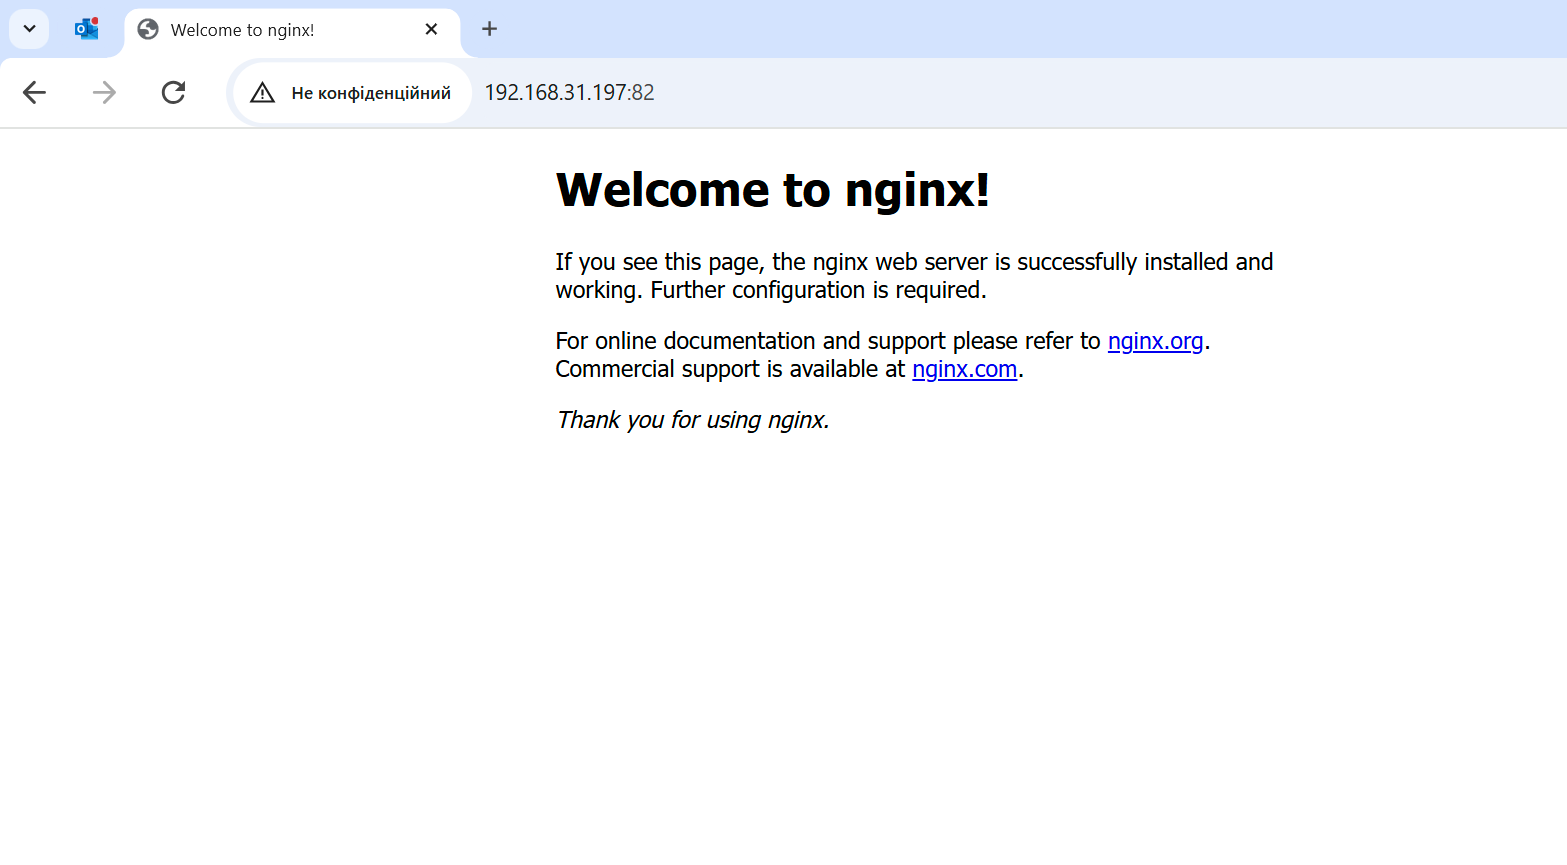 Welcome to nginx!
Не конфіденційний
192.168.31.197:82
Welcome to nginx!
If you see this page, the nginx web server is successfully installed and
working. Further configuration is required.
For online documentation and support please refer to nginx.org.
Commercial support is available at nginx.com.
Thank you for using nginx.